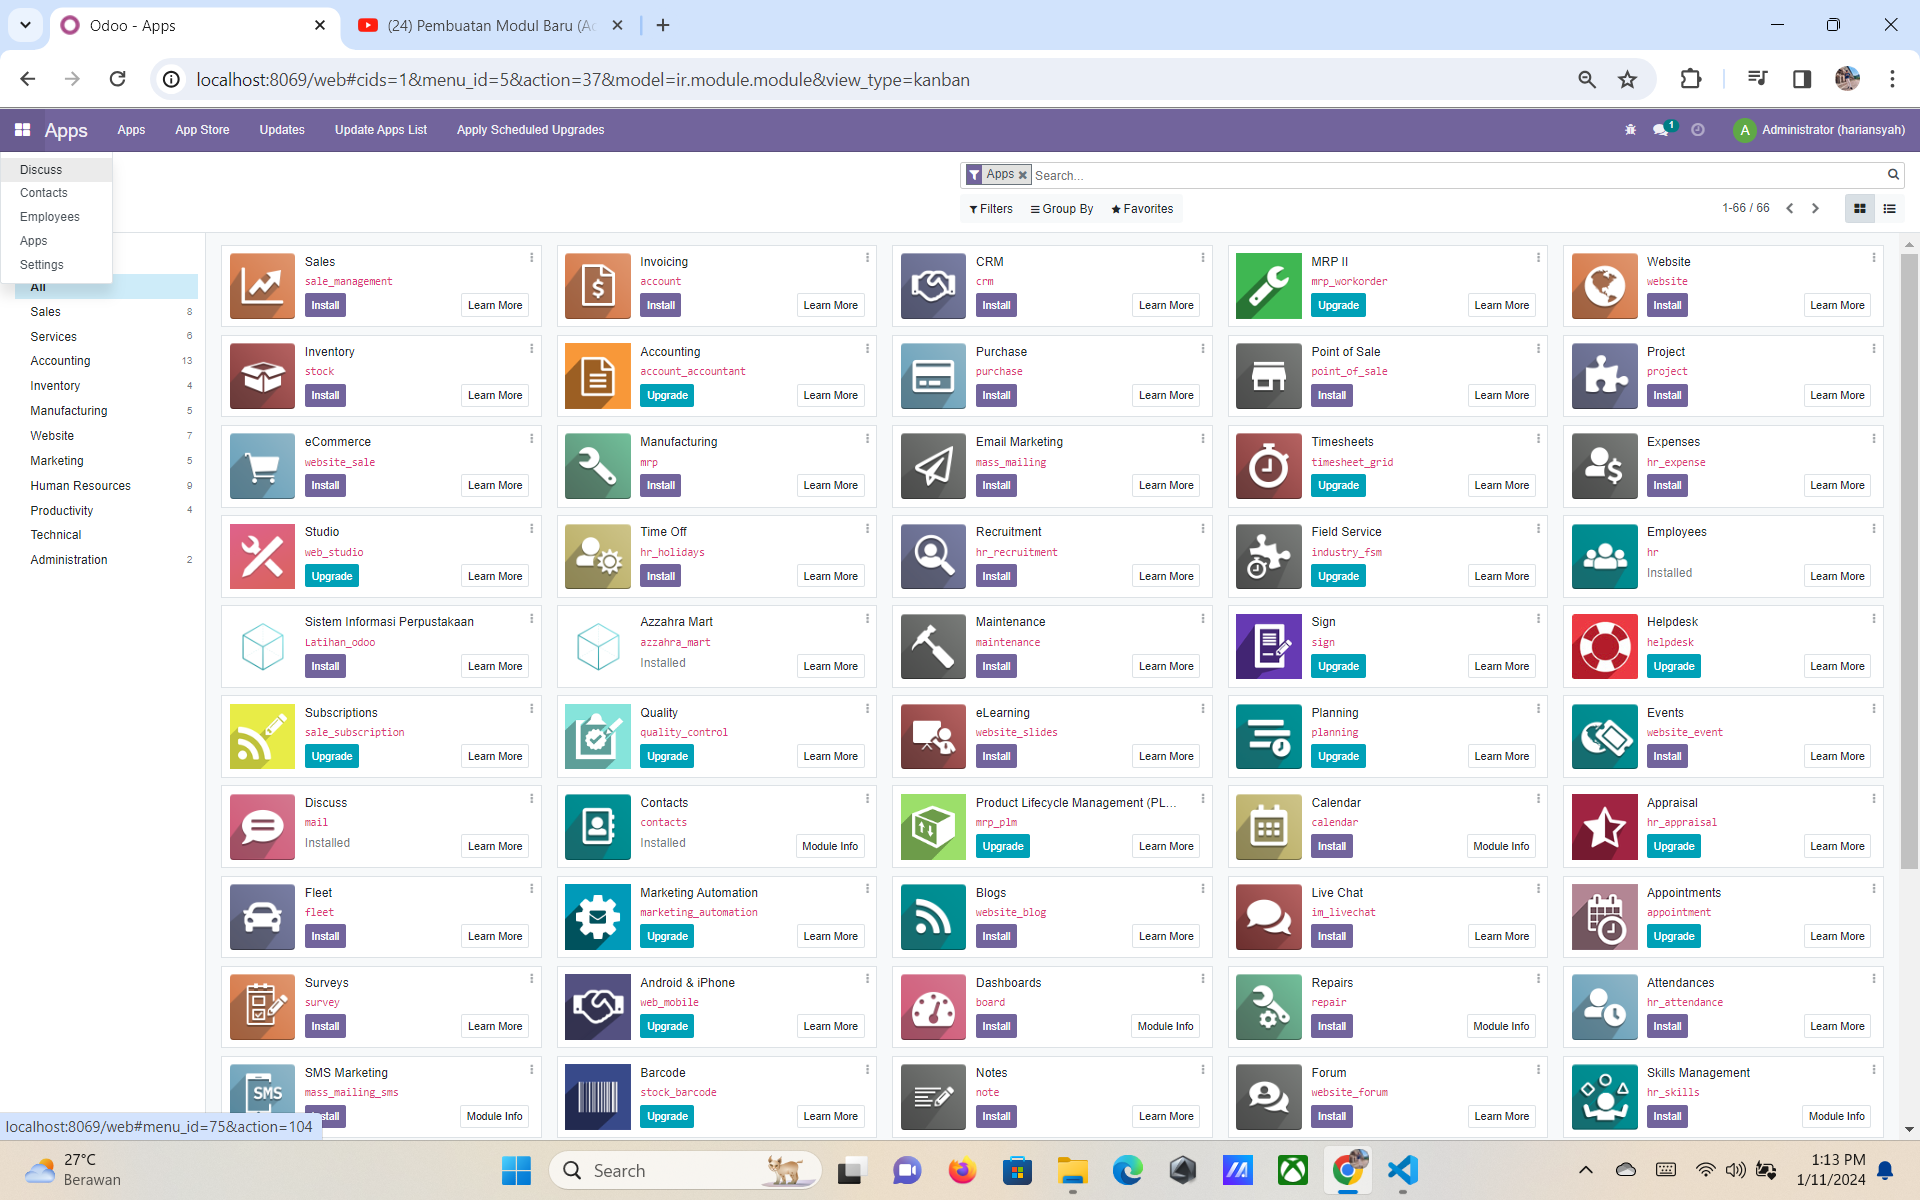 Odoo - Apps
(24) Pembuatan Modul Baru (Ad
localhost:8069/web#cids=1&menu_id=5&action=37&model=ir.module.module&view_type=kanban
Apps Apps App Store Updates Update Apps List Apply Scheduled Upgrades 1 A Administrator (hariansyah)
Discuss
Contacts
Employees
Apps
Settings
Apps Search...
Filters Group By Favorites 1-66 / 66
All
Sales 8
Services 6
Accounting 13
Inventory 4
Manufacturing 5
Website 7
Marketing 5
Human Resources 9
Productivity 4
Technical
Administration 2
Sales Invoicing CRM MRP II Website
sale_management account crm mrp_workorder website
Install Learn More Install Learn More Install Learn More Upgrade Learn More Install Learn More
Inventory Accounting Purchase Point of Sale Project
stock account_accountant purchase point_of_sale project
Install Learn More Upgrade Learn More Install Learn More Install Learn More Install Learn More
eCommerce Manufacturing Email Marketing Timesheets Expenses
website_sale mrp mass_mailing timesheet_grid hr_expense
Install Learn More Install Learn More Install Learn More Upgrade Learn More Install Learn More
Studio Time Off Recruitment Field Service Employees
web_studio hr_holidays hr_recruitment industry_fsm hr
Upgrade Learn More Install Learn More Install Learn More Upgrade Learn More Installed Learn More
Sistem Informasi Perpustakaan Azzahra Mart Maintenance Sign Helpdesk
Latihan_odoo azzahra_mart maintenance sign helpdesk
Install Learn More Installed Learn More Install Learn More Upgrade Learn More Upgrade Learn More
Subscriptions Quality eLearning Planning Events
sale_subscription quality_control website_slides planning website_event
Upgrade Learn More Upgrade Learn More Install Learn More Upgrade Learn More Install Learn More
Discuss Contacts Product Lifecycle Management (PL... Calendar Appraisal
mail contacts mrp_plm calendar hr_appraisal
Installed Learn More Installed Module Info Upgrade Learn More Install Module Info Upgrade Learn More
Fleet Marketing Automation Blogs Live Chat Appointments
fleet marketing_automation website_blog im_livechat appointment
Install Learn More Upgrade Learn More Install Learn More Install Learn More Upgrade Learn More
Surveys Android & iPhone Dashboards Repairs Attendances
survey web_mobile board repair hr_attendance
Install Learn More Upgrade Learn More Install Module Info Install Module Info Install Learn More
SMS Marketing Barcode Notes Forum Skills Management
SMS mass_mailing_sms stock_barcode note website_forum hr_skills
stall Module Info Upgrade Learn More Install Learn More Install Learn More Install Module Info
localhost:8069/web#menu_id=75&action=104
27°C
Berawan
Search
1:13 PM
1/11/2024